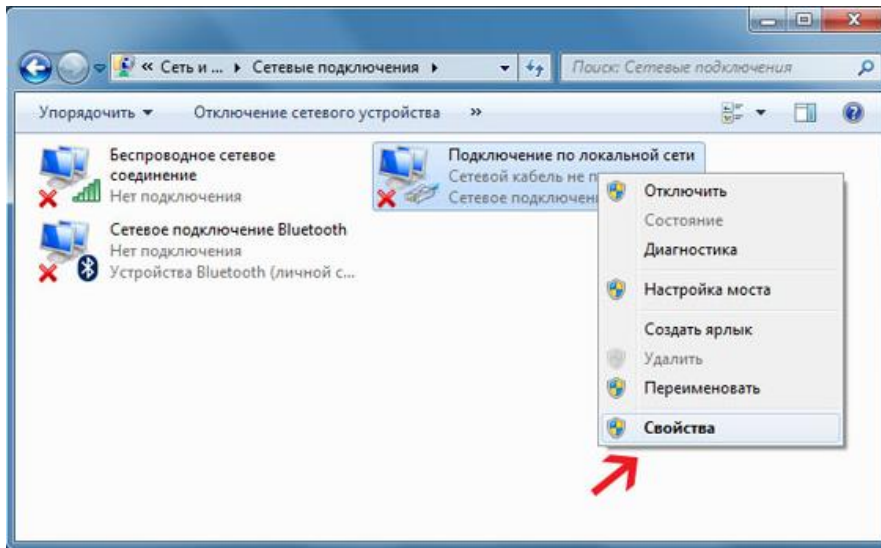 « Сеть и ... ▸ Сетевые подключения ▸
Поиск: Сетевые подключения
Упорядочить ▾ Отключение сетевого устройства »
Беспроводное сетевое
соединение
Нет подключения
Сетевое подключение Bluetooth
Нет подключения
Устройства Bluetooth (личной с...
Подключение по локальной сети
Сетевой кабель не
Сетевое
Отключить
Состояние
Диагностика
Настройка моста
Создать ярлык
Удалить
Переименовать
Свойства